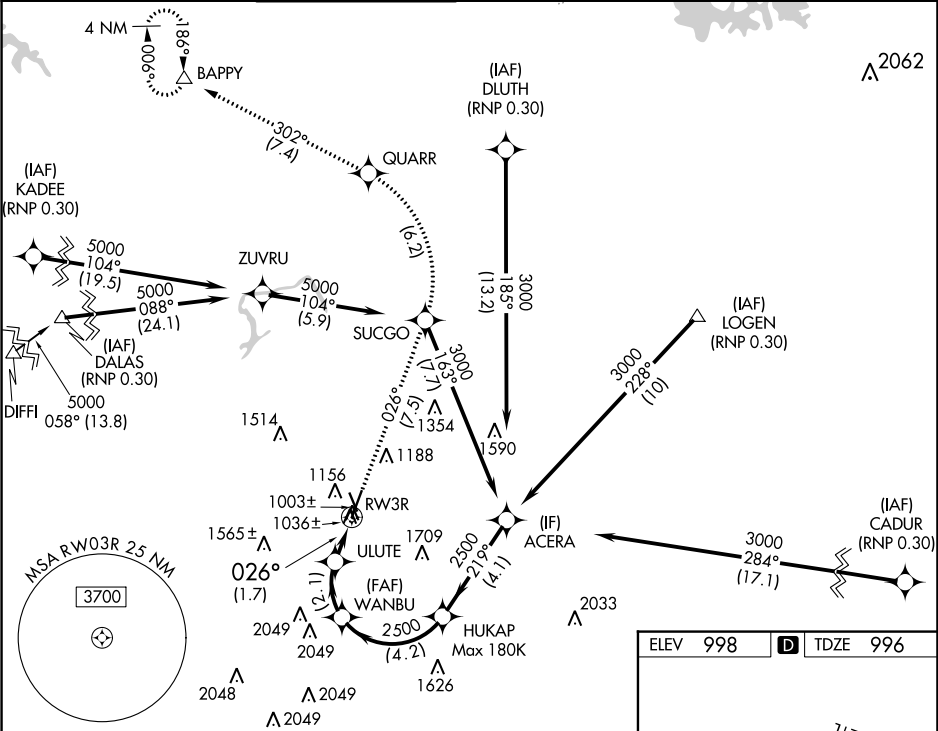 4 NM
186°
006°
BAPPY
302°
(7.4)
QUARR
(6.2)
(IAF)
DLUTH
(RNP 0.30)
2062
(IAF)
KADEE
(RNP 0.30)
5000
104°
(19.5)
ZUVRU
5000
088°
(24.1)
5000
104°
(5.9)
SUCGO
3000
185°
(13.2)
(IAF)
LOGEN
(RNP 0.30)
3000
228°
(10)
(IAF)
DALAS
(RNP 0.30)
DIFFI
5000
058° (13.8)
3000
163°
(7.7)
026°
(7.5)
1354
1514
1590
1188
1156
1003±
RW3R
1036±
1565±
ULUTE
1709
026°
(1.7)
(2.1)
(FAF)
WANBU
2500
219°
(4.1)
(IF)
ACERA
3000
284°
(17.1)
(IAF)
CADUR
(RNP 0.30)
MSA RW03R 25 NM
3700
2049
2049
2500
(4.2)
HUKAP
Max 180K
2033
2048
2049
2049
1626
ELEV 998
D
TDZE 996